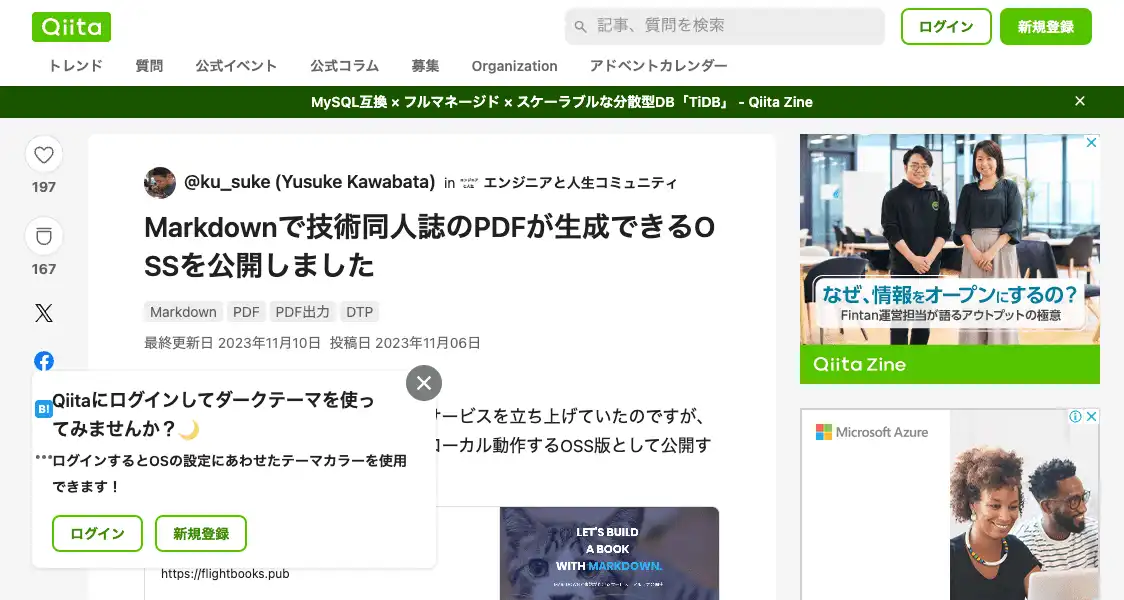 Qiita
記事、質問を検索
ログイン
新規登録
トレンド
質問
公式イベント
公式コラム
募集
Organization
アドベントカレンダー
MySQL互換 × フルマネージド × スケーラブルな分散型DB「TiDB」 - Qiita Zine
197
167
@ku_suke (Yusuke Kawabata) in エンジニアと人生コミュニティ
Markdownで技術同人誌のPDFが生成できるO
SSを公開しました
Markdown
PDF
PDF出力
DTP
最終更新日 2023年11月10日 投稿日 2023年11月06日
サービスを立ち上げていたのですが、
ローカル動作するOSS版として公開す
B!
Qiitaにログインしてダークテーマを使っ
てみませんか？🌙
ログインするとOSの設定にあわせたテーマカラーを使用
できます！
ログイン
新規登録
https://flightbooks.pub
LET'S BUILD
A BOOK
WITH MARKDOWN.
なぜ、情報をオープンにするの？
Fintan運営担当が語るアウトプットの極意
Qiita Zine
Microsoft Azure